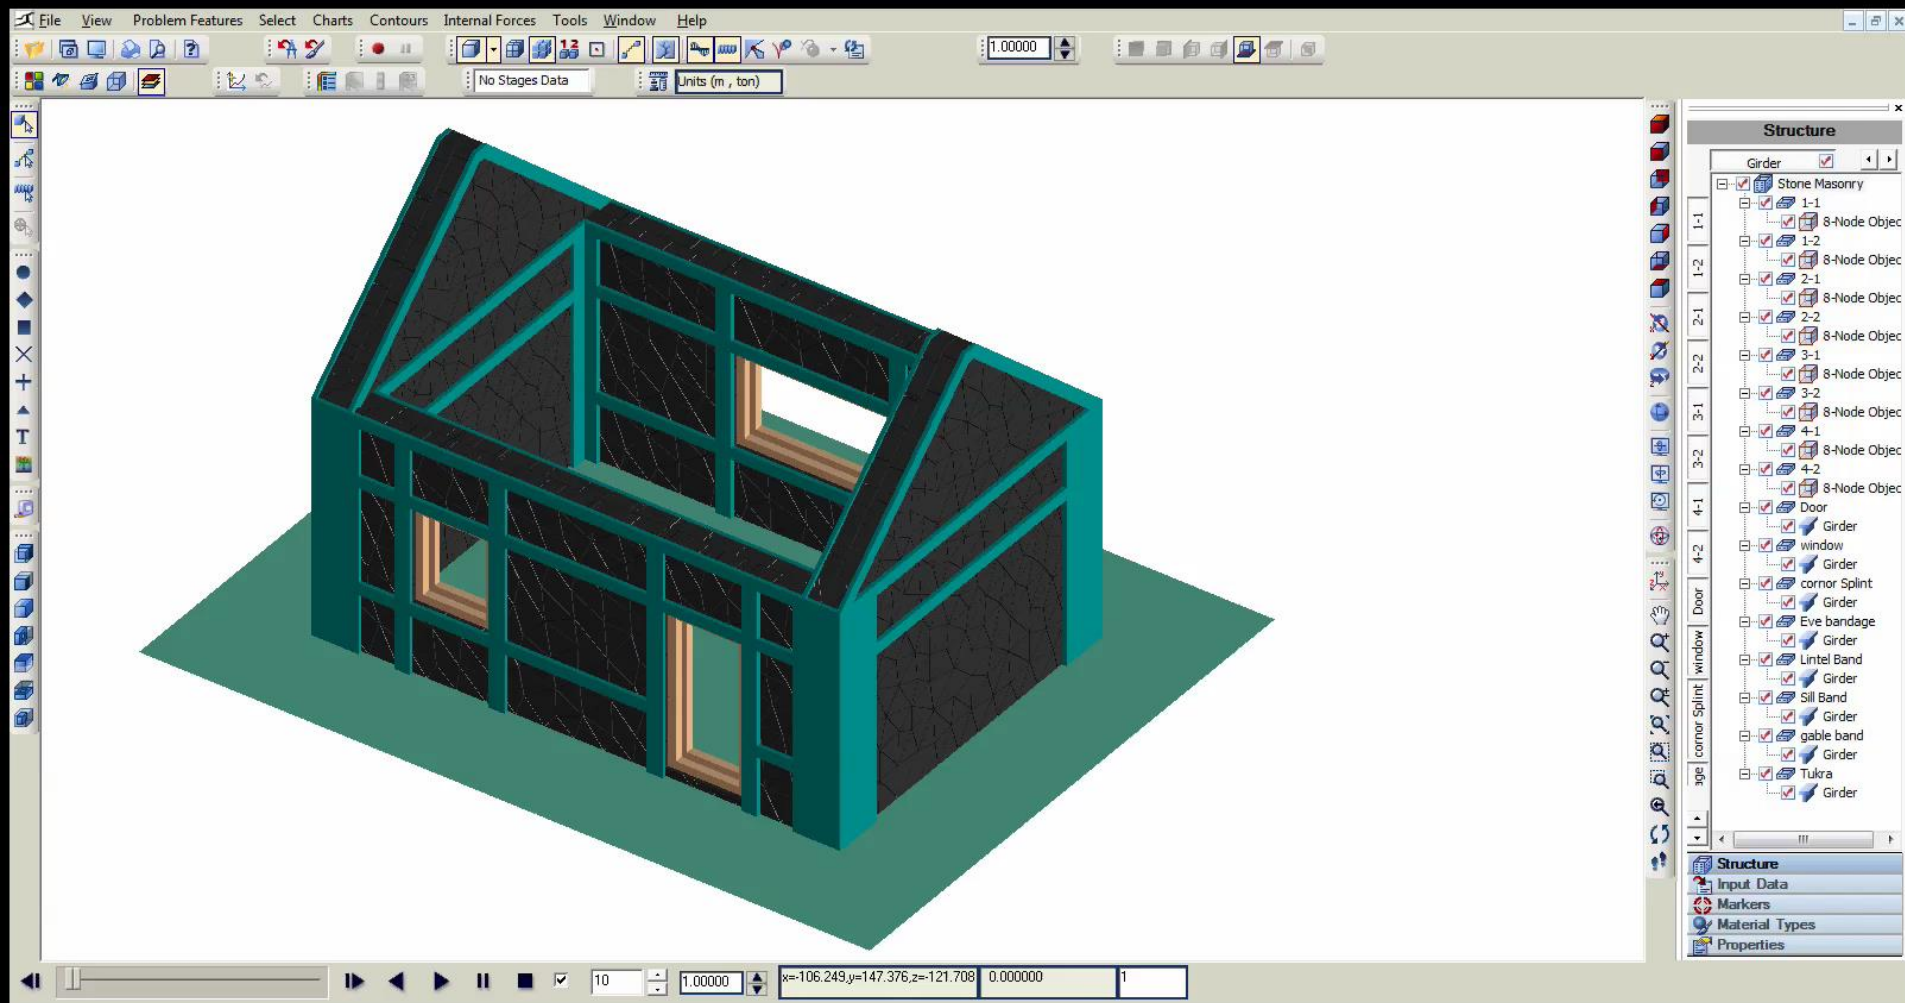 File View Problem Features Select Charts Contours Internal Forces Tools Window Help
1.2
1.00000
No Stages Data
Units (m , ton)
Structure
Girder
Stone Masonry
1-1
8-Node Objec
1-2
8-Node Objec
2-1
8-Node Objec
2-2
8-Node Objec
3-1
8-Node Objec
3-2
8-Node Objec
4-1
8-Node Objec
4-2
8-Node Objec
Door
Girder
window
Girder
cornor Splint
Girder
Eve bandage
Girder
Lintel Band
Girder
Sill Band
Girder
gable band
Girder
Tukra
Girder
1-1
1-2
2-1
2-2
3-1
3-2
4-1
4-2
Door
window
cornor Splint
age
Structure
Input Data
Markers
Material Types
Properties
10
1.00000
x=-106.249,y=147.376,z=-121.708
0.000000
1